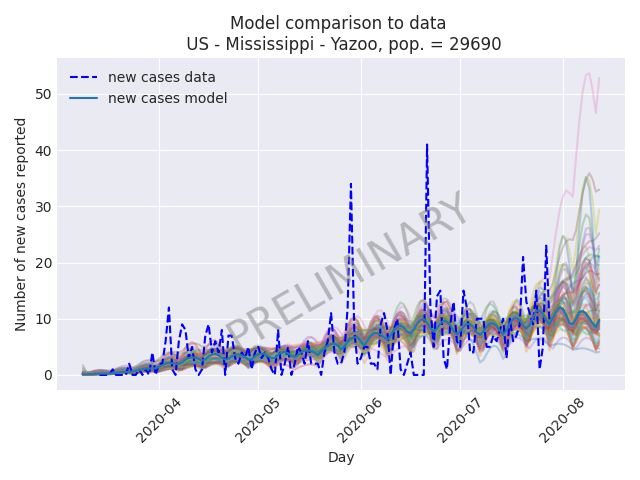 Model comparison to data
US - Mississippi - Yazoo, pop. = 29690
new cases data
new cases model
PRELIMINARY
Number of new cases reported
50
40
30
20
10
0
2020-04
2020-05
2020-06
2020-07
2020-08
Day